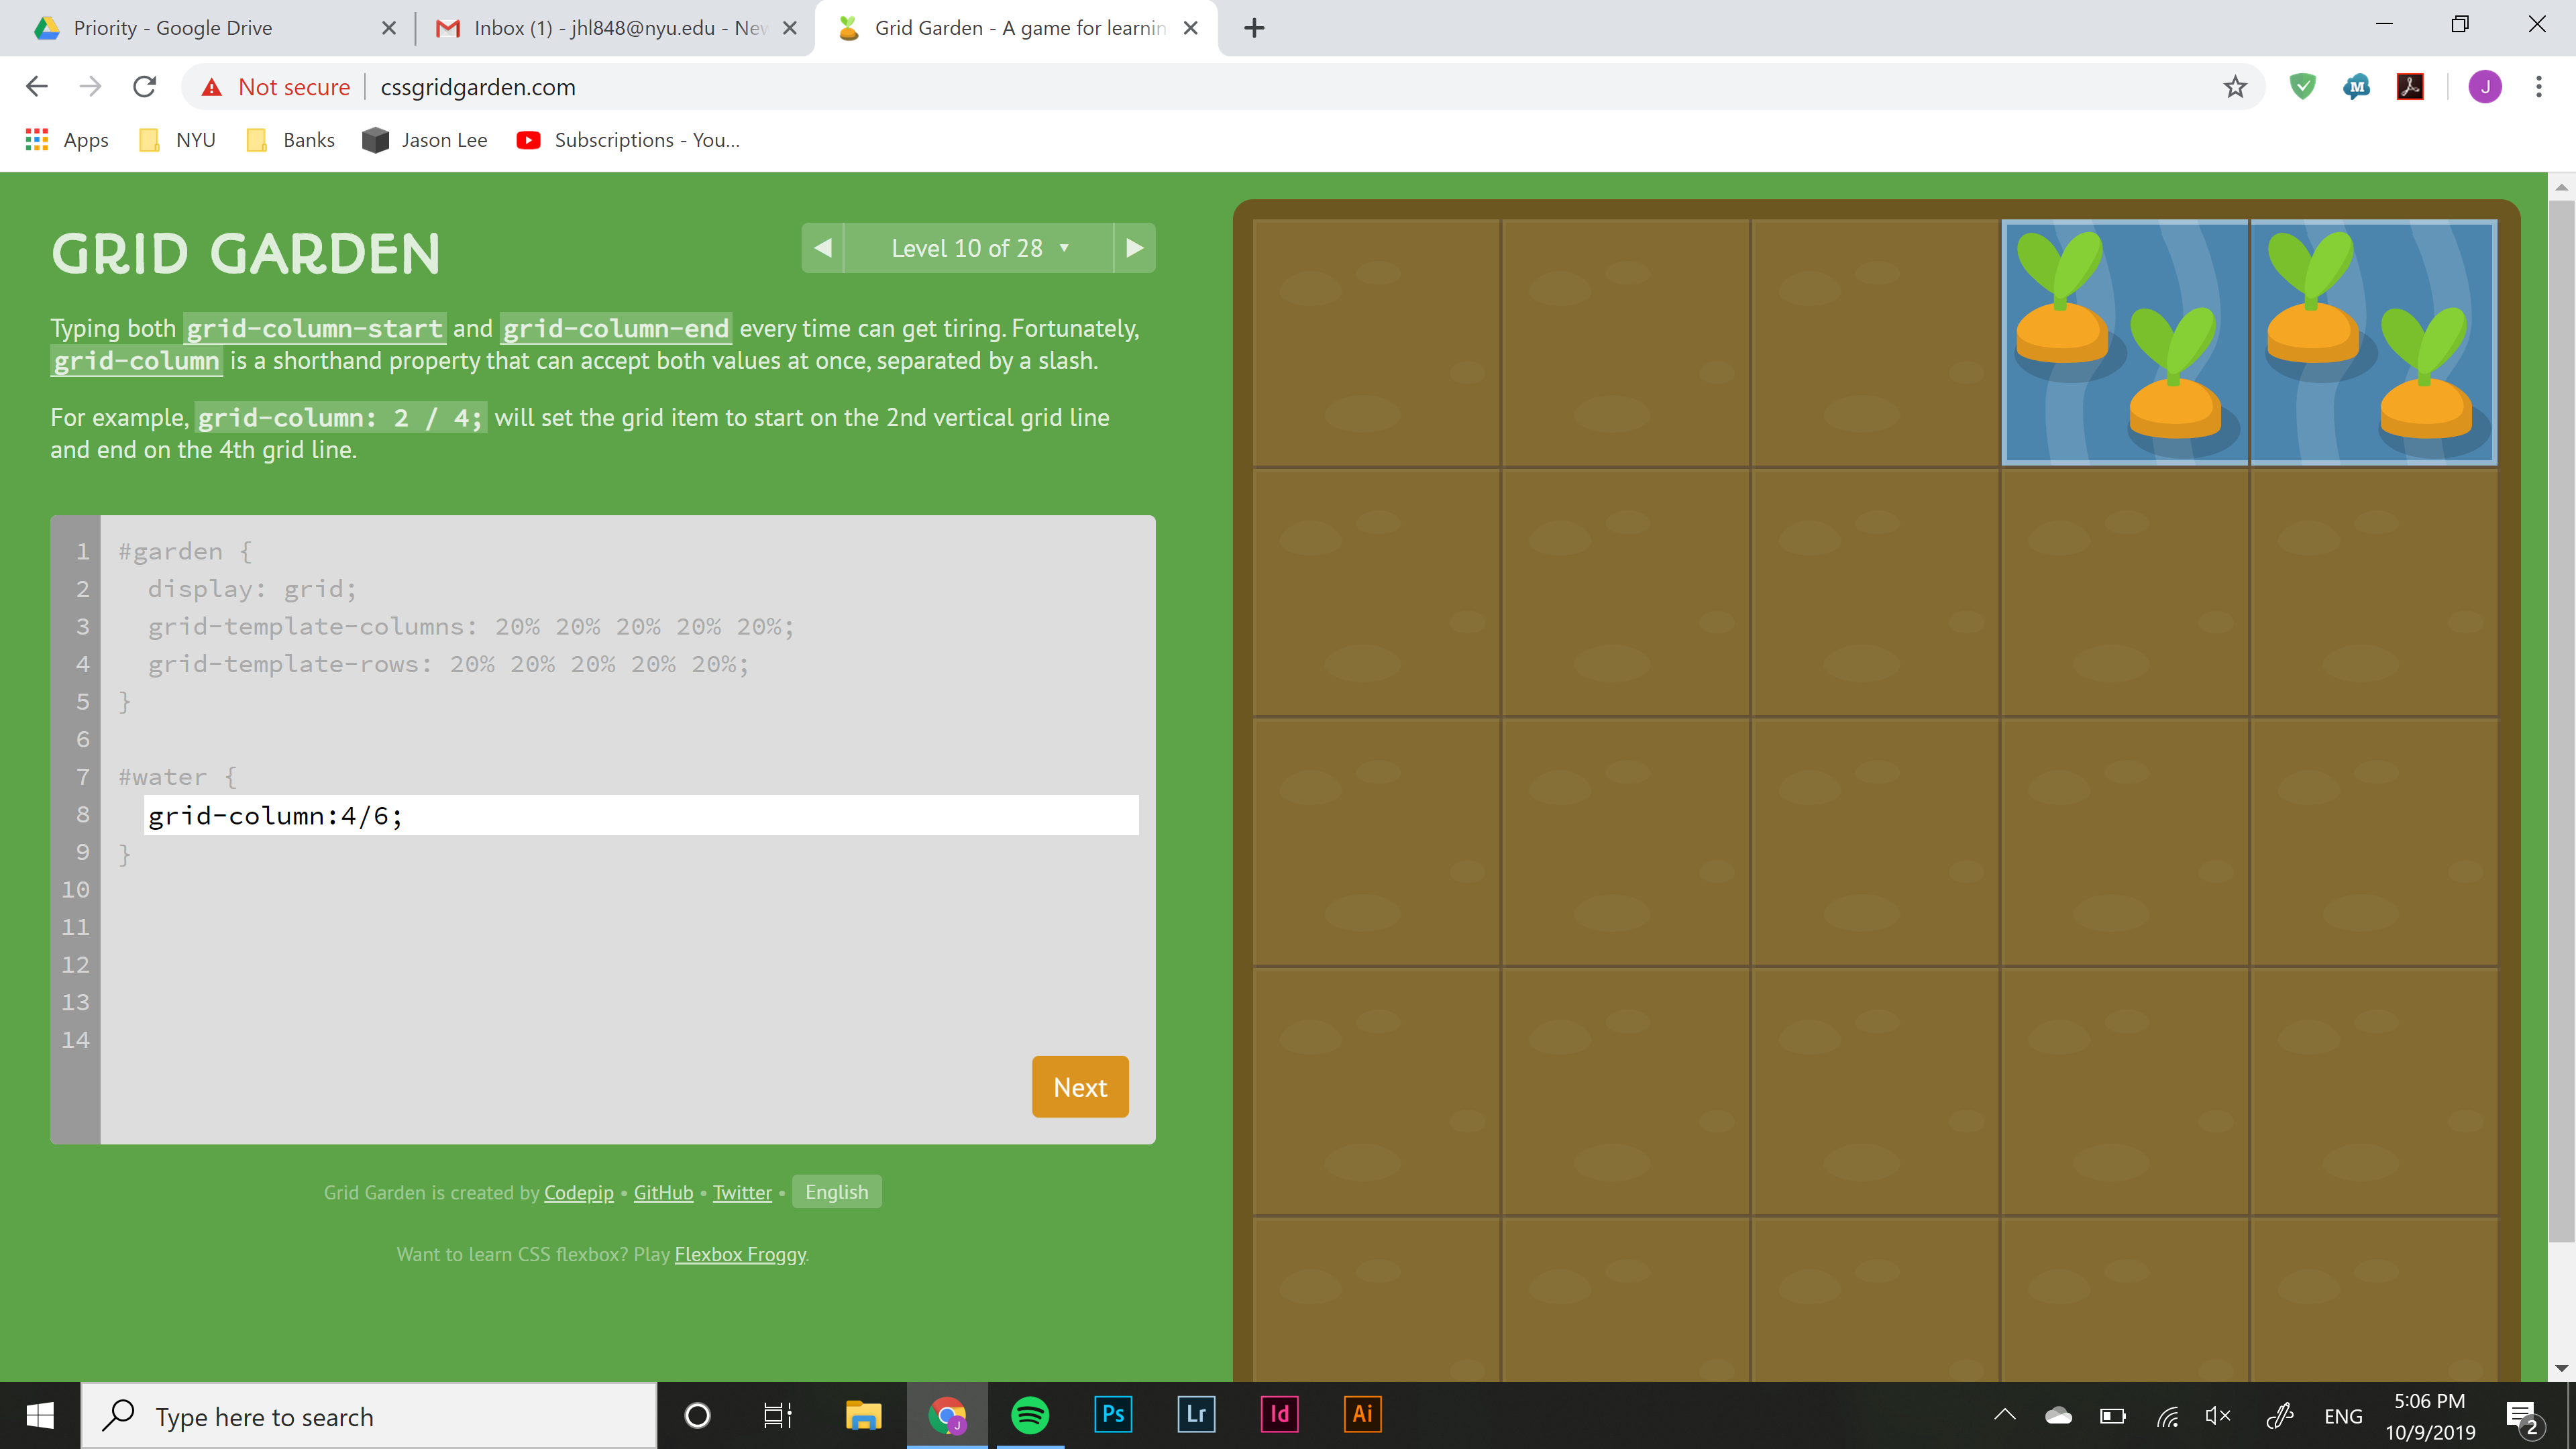 Priority - Google Drive
Inbox (1) - jhl848@nyu.edu - New
Grid Garden - A game for learnin
Not secure
cssgridgarden.com
M
J
Apps
NYU
Banks
Jason Lee
Subscriptions - You...
GRID GARDEN
Level 10 of 28
Typing both grid-column-start and grid-column-end every time can get tiring. Fortunately,
grid-column is a shorthand property that can accept both values at once, separated by a slash.
For example, grid-column: 2 / 4; will set the grid item to start on the 2nd vertical grid line
and end on the 4th grid line.
1 #garden {
2 display: grid;
3 grid-template-columns: 20% 20% 20% 20% 20%;
4 grid-template-rows: 20% 20% 20% 20% 20%;
5 }
6
7 #water {
8 grid-column:4/6;
9 }
10
11
12
13
14
Next
Grid Garden is created by Codepip • GitHub • Twitter • English
Want to learn CSS flexbox? Play Flexbox Froggy.
Type here to search
J
Ps
Lr
Id
Ai
ENG
5:06 PM
10/9/2019
2